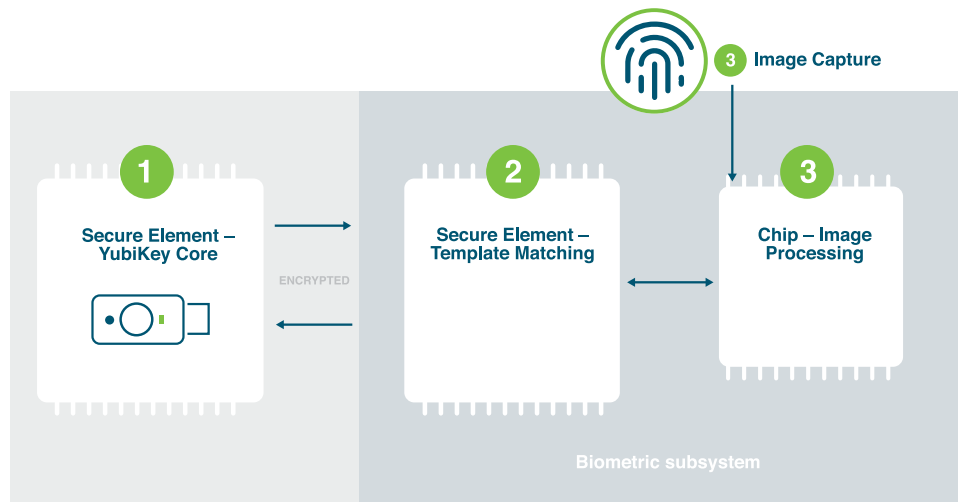 3 Image Capture
1
Secure Element –
YubiKey Core
ENCRYPTED
2
Secure Element –
Template Matching
3
Chip – Image
Processing
Biometric subsystem